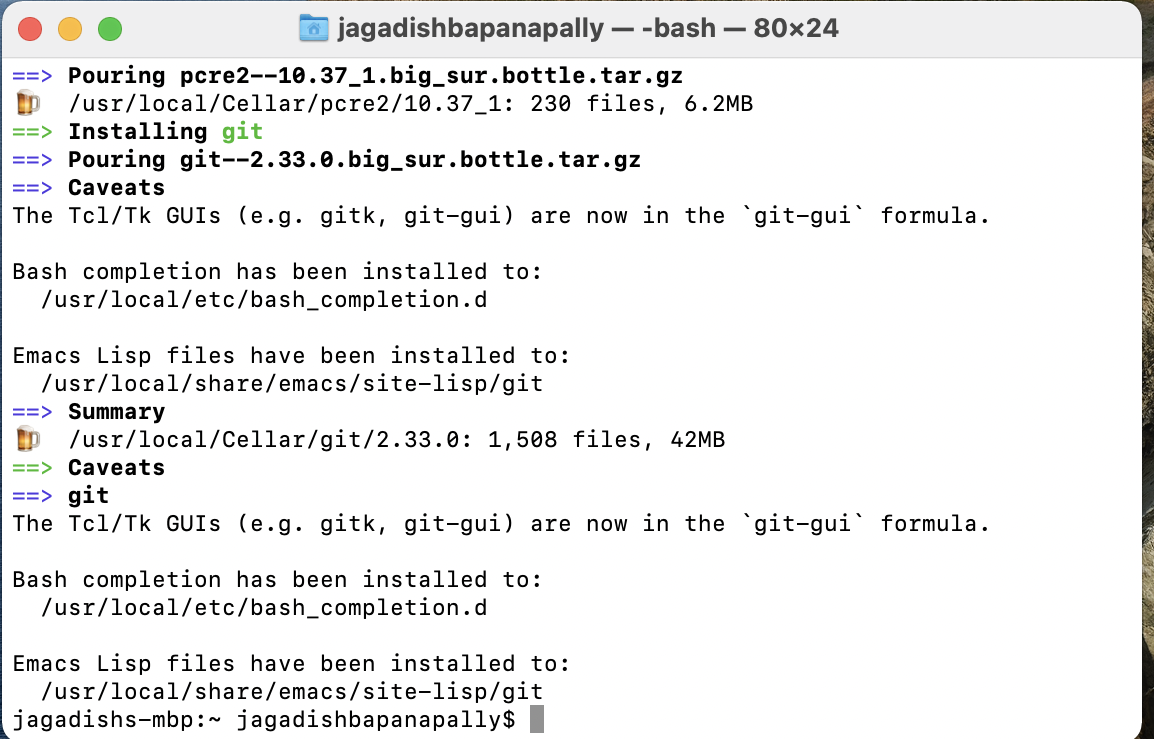 jagadishbapanapally — -bash — 80×24
==> Pouring pcre2--10.37_1.big_sur.bottle.tar.gz
🍺  /usr/local/Cellar/pcre2/10.37_1: 230 files, 6.2MB
==> Installing git
==> Pouring git--2.33.0.big_sur.bottle.tar.gz
==> Caveats
The Tcl/Tk GUIs (e.g. gitk, git-gui) are now in the `git-gui` formula.
Bash completion has been installed to:
  /usr/local/etc/bash_completion.d
Emacs Lisp files have been installed to:
  /usr/local/share/emacs/site-lisp/git
==> Summary
🍺  /usr/local/Cellar/git/2.33.0: 1,508 files, 42MB
==> Caveats
==> git
The Tcl/Tk GUIs (e.g. gitk, git-gui) are now in the `git-gui` formula.
Bash completion has been installed to:
  /usr/local/etc/bash_completion.d
Emacs Lisp files have been installed to:
  /usr/local/share/emacs/site-lisp/git
jagadishs-mbp:~ jagadishbapanapally$